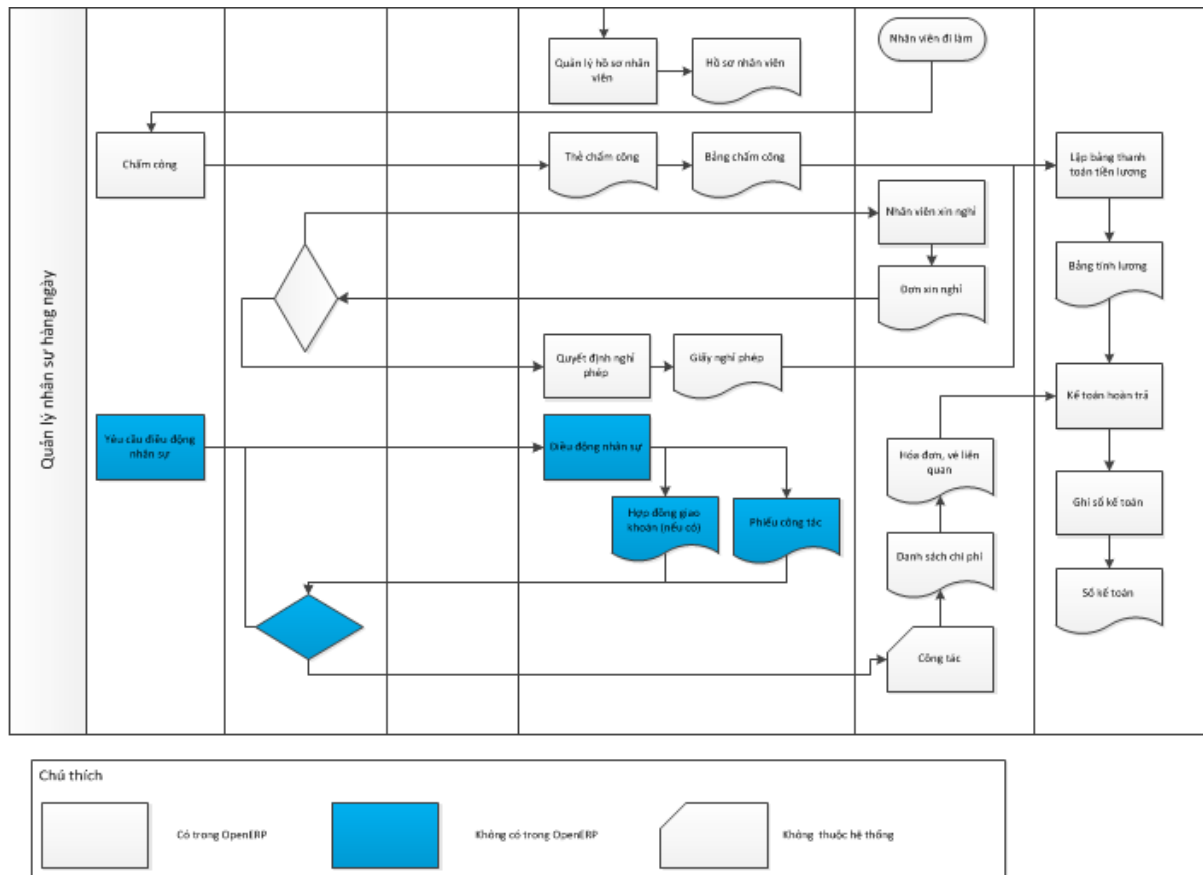 Quản lý nhân sự hàng ngày
Quản lý hồ sơ nhân
viên
Hồ sơ nhân viên
Nhân viên đi làm
Chấm công
Thẻ chấm công
Bảng chấm công
Lập bảng thanh
toán tiền lương
Nhân viên xin nghỉ
Đơn xin nghỉ
Bảng tính lương
Quyết định nghỉ
phép
Giấy nghỉ phép
Kế toán hoàn trả
Yêu cầu điều động
nhân sự
Điều động nhân sự
Hóa đơn, vé liên
quan
Hợp đồng giao
khoán (nếu có)
Phiếu công tác
Ghi sổ kế toán
Danh sách chi phí
Sổ kế toán
Công tác
Chú thích
Có trong OpenERP
Không có trong OpenERP
Không thuộc hệ thống